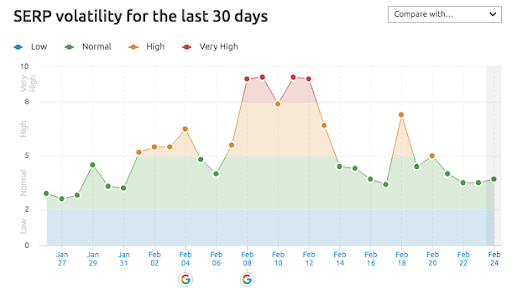 SERP volatility for the last 30 days
Compare with...
Low
Normal
High
Very High
10
Very
High
8
High
5
Normal
2
Low
0
Jan
27
Jan
29
Jan
31
Feb
02
Feb
04
Feb
06
Feb
08
Feb
10
Feb
12
Feb
14
Feb
16
Feb
18
Feb
20
Feb
22
Feb
24
G
G